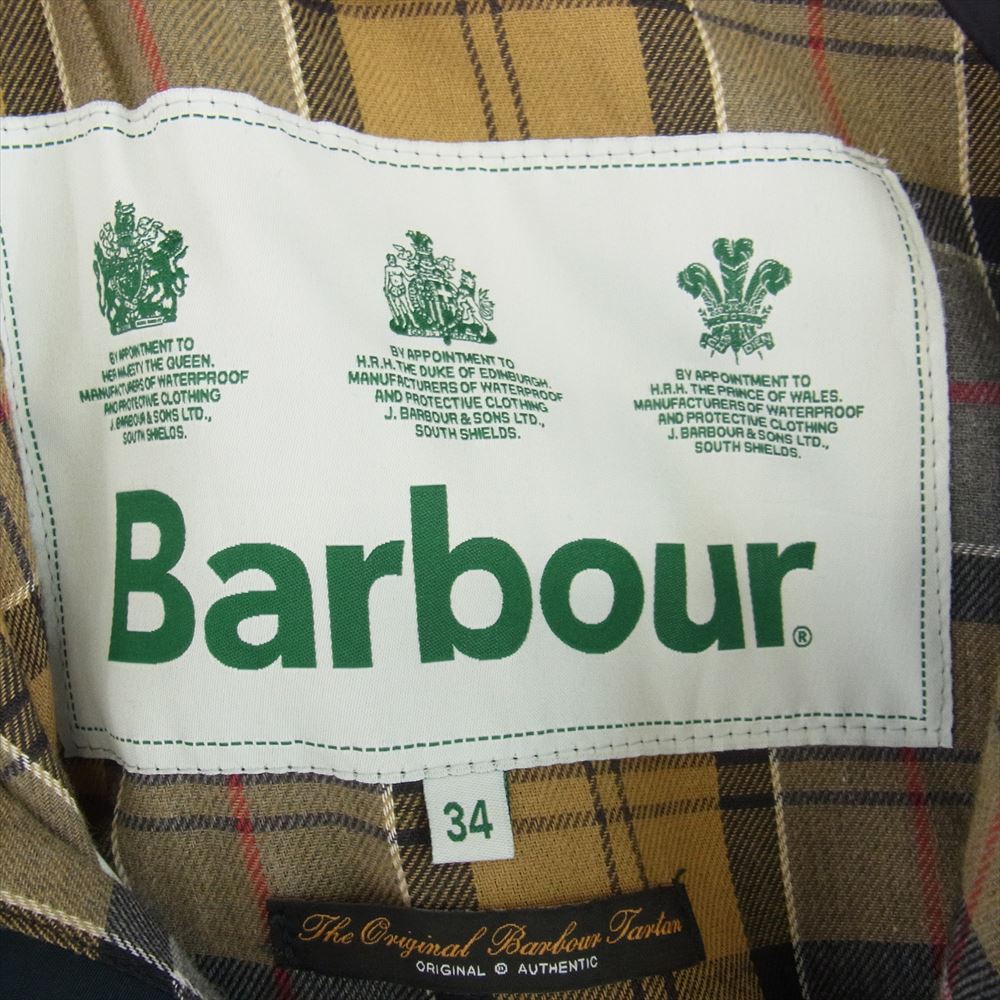 BY APPOINTMENT TO
HER MAJESTY THE QUEEN.
MANUFACTURERS OF WATERPROOF
AND PROTECTIVE CLOTHING
J. BARBOUR & SONS LTD.,
SOUTH SHIELDS.
BY APPOINTMENT TO
H.R.H. THE DUKE OF EDINBURGH.
MANUFACTURERS OF WATERPROOF
AND PROTECTIVE CLOTHING
J. BARBOUR & SONS LTD.,
SOUTH SHIELDS.
BY APPOINTMENT TO
H.R.H. THE PRINCE OF WALES.
MANUFACTURERS OF WATERPROOF
AND PROTECTIVE CLOTHING
J. BARBOUR & SONS LTD.,
SOUTH SHIELDS.
Barbour®
34
The Original Barbour Tartan
ORIGINAL AUTHENTIC